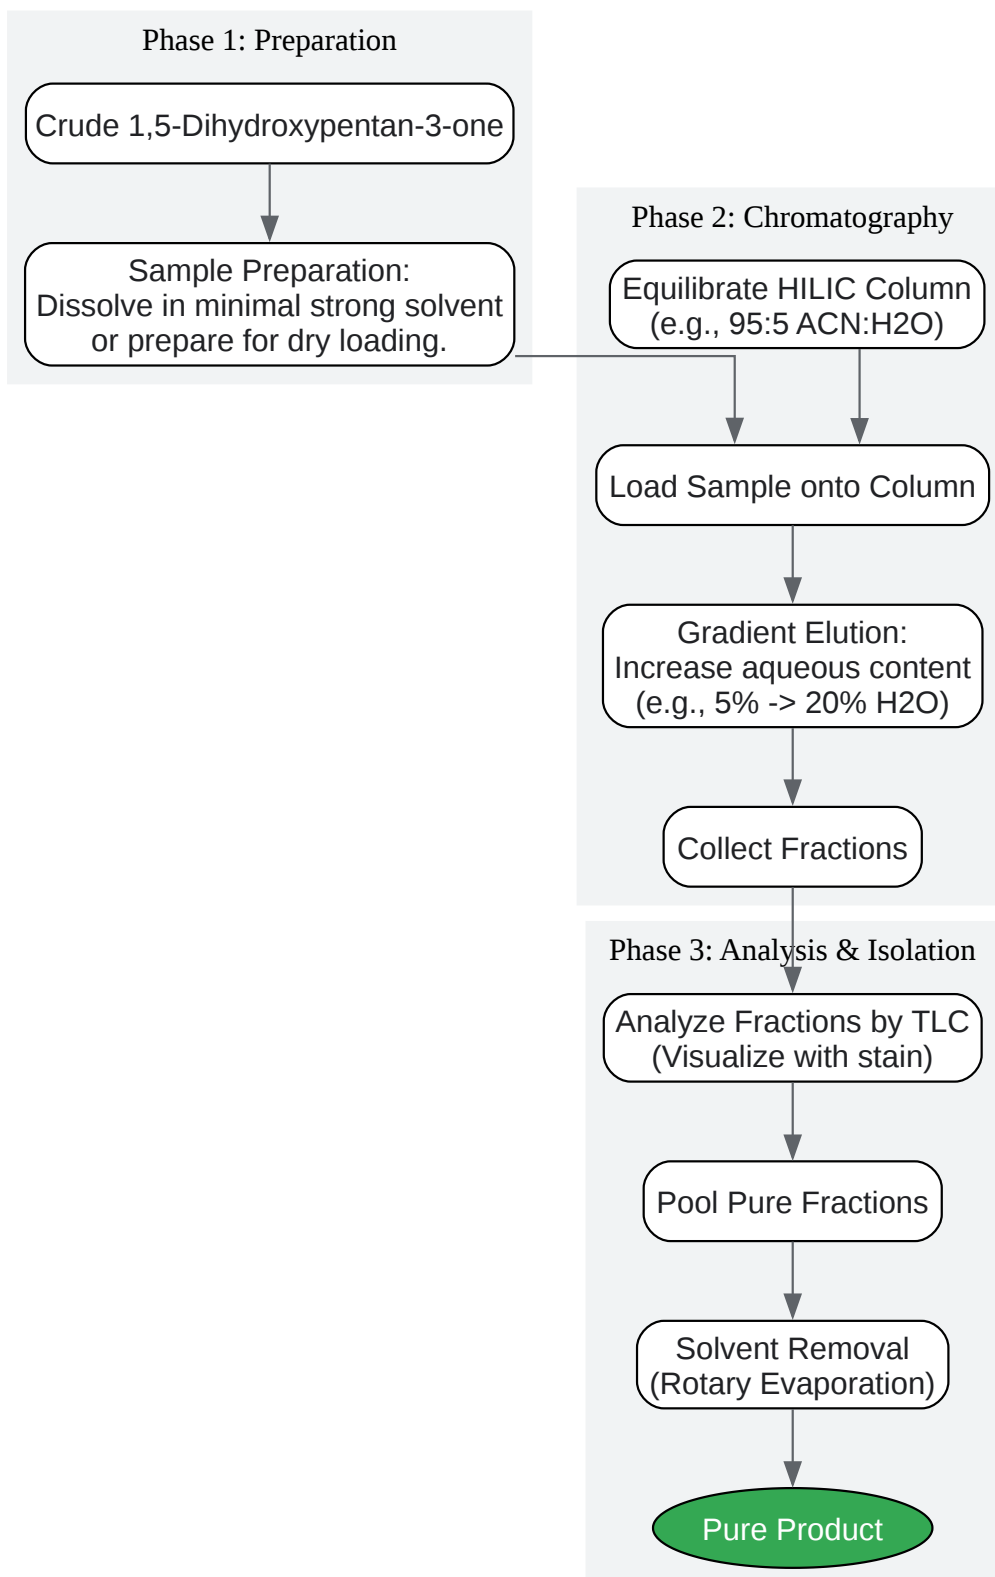 Phase 1: Preparation
Crude 1,5-Dihydroxypentan-3-one
Sample Preparation:
Dissolve in minimal strong solvent
or prepare for dry loading.
Phase 2: Chromatography
Equilibrate HILIC Column
(e.g., 95:5 ACN:H2O)
Load Sample onto Column
Gradient Elution:
Increase aqueous content
(e.g., 5% -> 20% H2O)
Collect Fractions
Phase 3: Analysis & Isolation
Analyze Fractions by TLC
(Visualize with stain)
Pool Pure Fractions
Solvent Removal
(Rotary Evaporation)
Pure Product